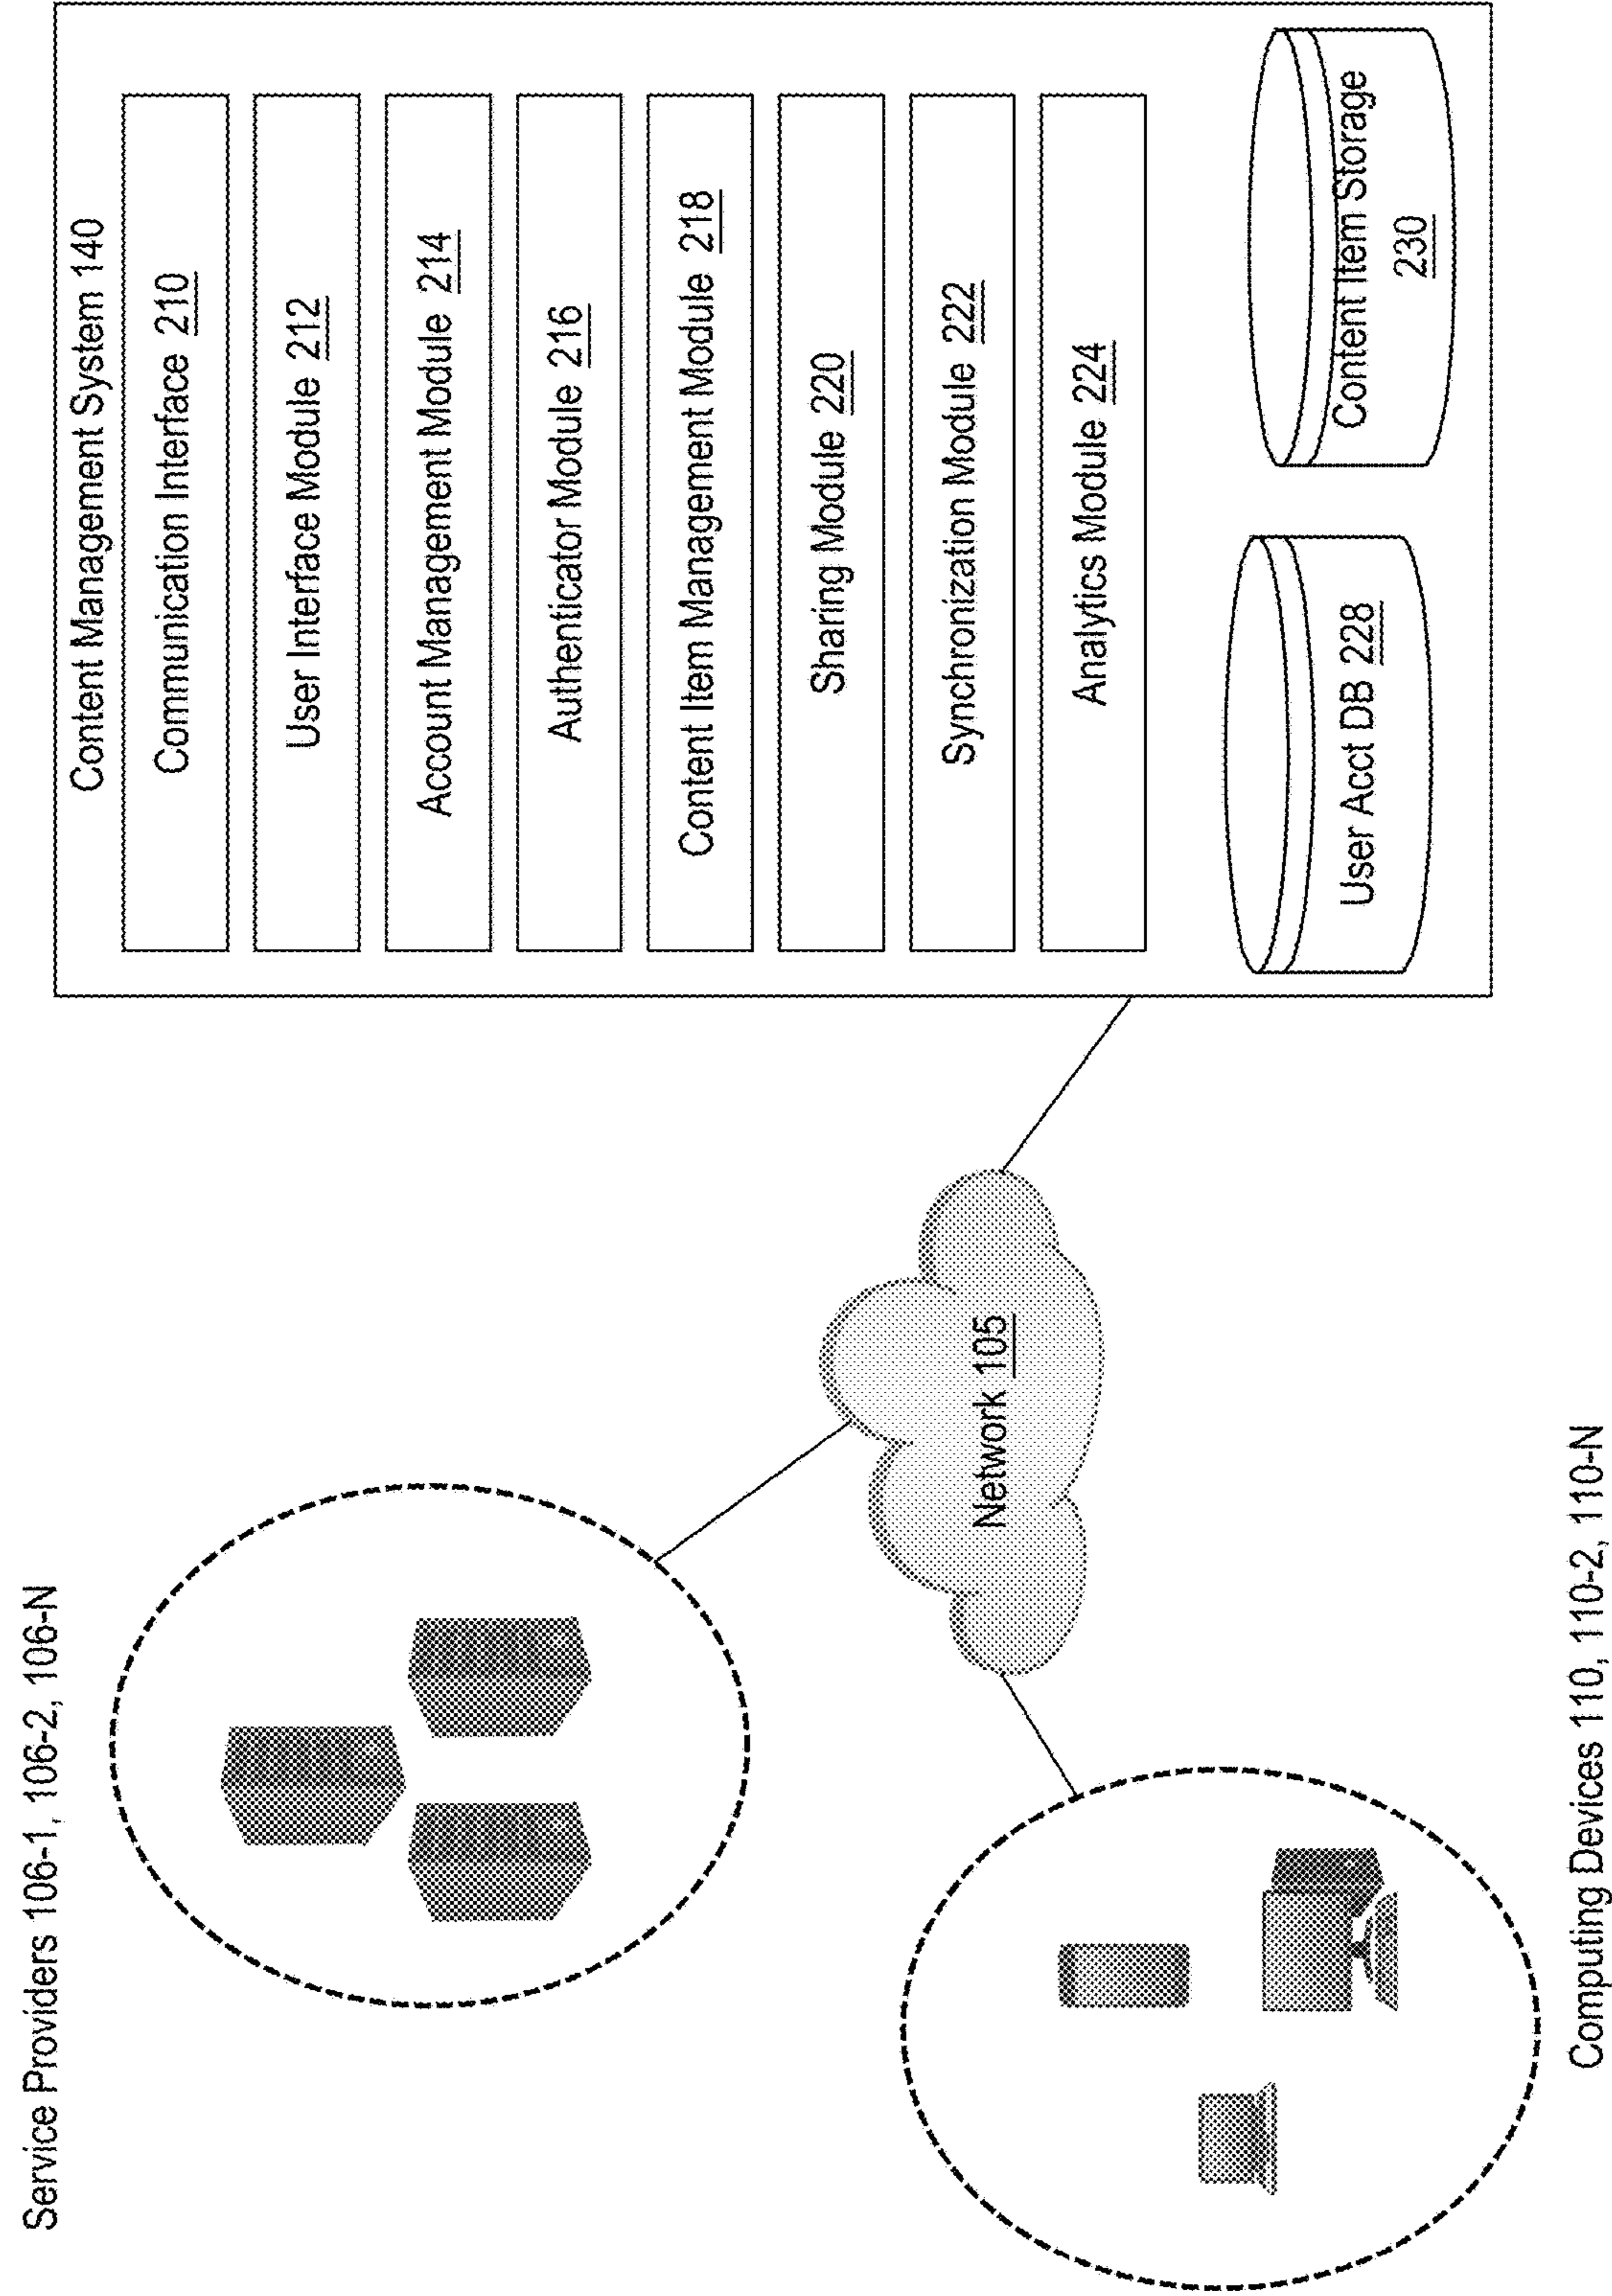 Service Providers 106-1, 106-2, 106-N
Content Management System 140
Communication Interface 210
User Interface Module 212
Account Management Module 214
Authenticator Module 216
Content Item Management Module 218
Sharing Module 220
Synchronization Module 222
Analytics Module 224
User Acct DB 228
Content Item Storage
230
Network 105
Computing Devices 110, 110-2, 110-N